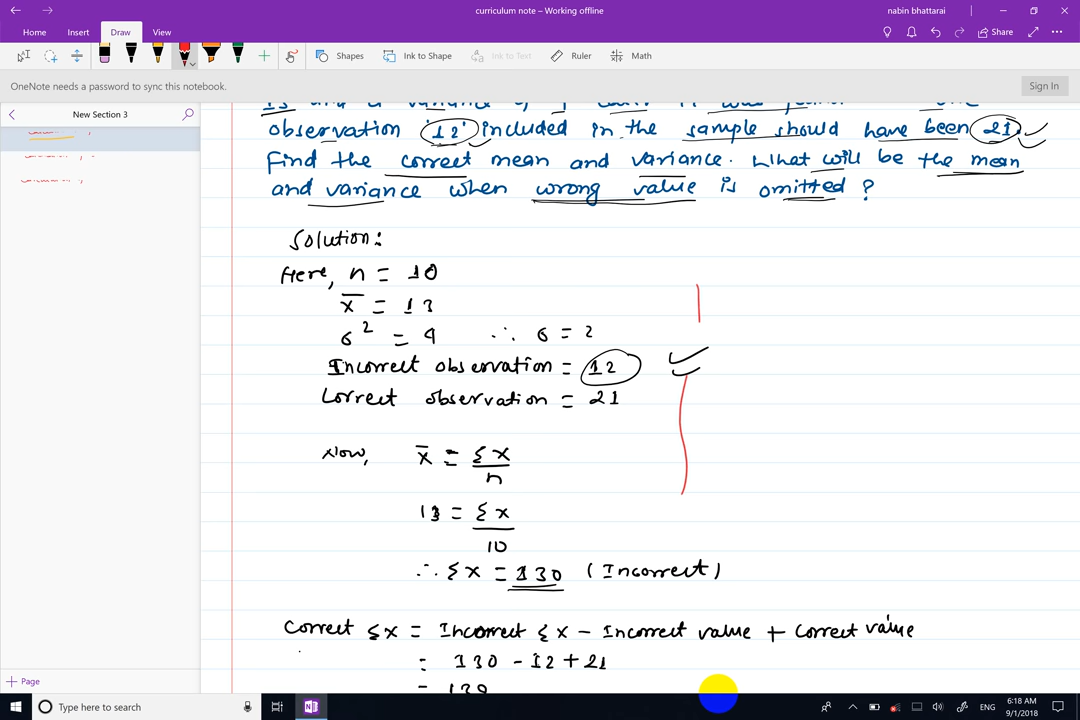 curriculum note – Working offline
nabin bhattarai
Home Insert Draw View
Share
Shapes Ink to Shape Ink to Text Ruler Math
OneNote needs a password to sync this notebook.
Sign In
New Section 3
observation '12' included in the sample should have been 21.
Find the correct mean and variance. What will be the mean
and variance when wrong value is omitted ?
Solution:
Here, n = 10
x̄ = 13
σ² = 4 ∴ σ = 2
Incorrect observation = 12
Correct observation = 21
Now, x̄ = Σx/n
13 = Σx/10
∴ Σx = 130 (Incorrect)
Correct Σx = Incorrect Σx − Incorrect value + Correct value
= 130 − 12 + 21
= 139
Page
Type here to search
ENG
6:18 AM
9/1/2018